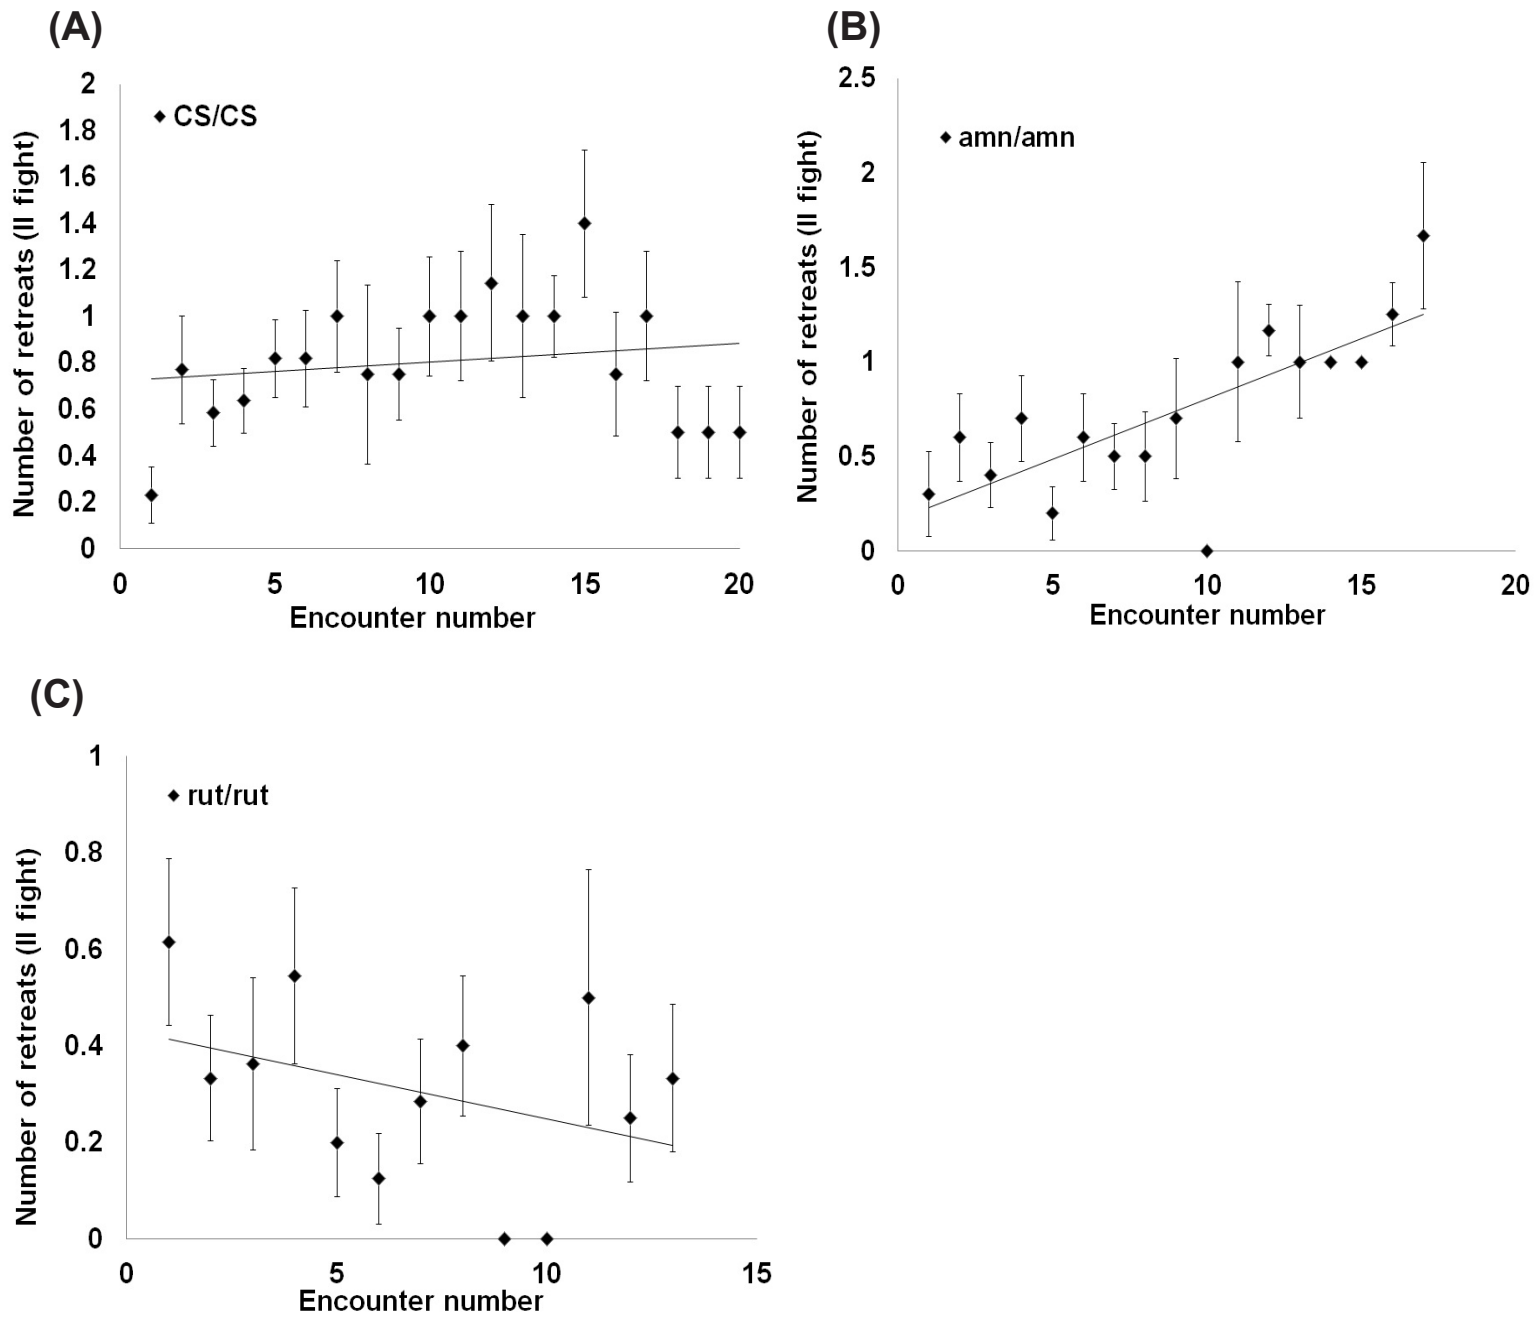 (A)
2
1.8
1.6
1.4
1.2
1
0.8
0.6
0.4
0.2
0
CS/CS
Number of retreats (II fight)
0 5 10 15 20
Encounter number
(B)
2.5
2
1.5
1
0.5
0
amn/amn
Number of retreats (II fight)
0 5 10 15 20
Encounter number
(C)
1
0.8
0.6
0.4
0.2
0
rut/rut
Number of retreats (II fight)
0 5 10 15
Encounter number